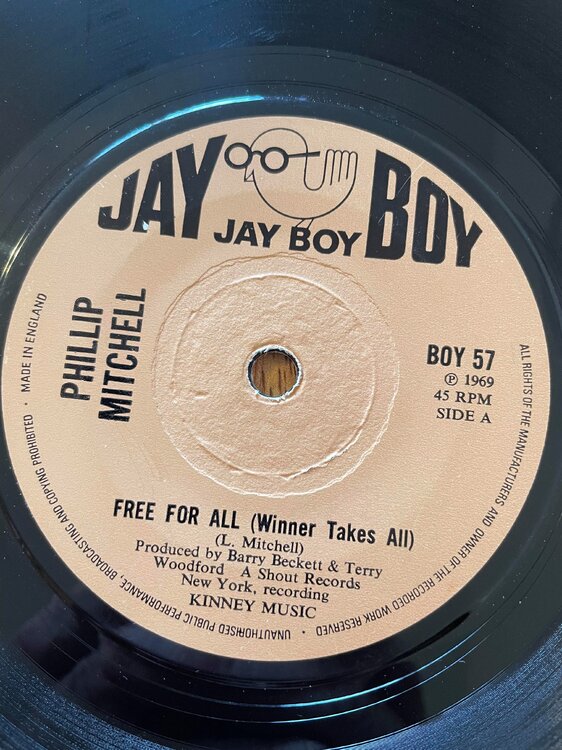 JAY BOY
JAY BOY
PHILLIP
MITCHELL
BOY 57
℗ 1969
45 RPM
SIDE A
FREE FOR ALL (Winner Takes All)
(L. Mitchell)
Produced by Barry Beckett & Terry
Woodford A Shout Records
New York, recording
KINNEY MUSIC
ALL RIGHTS OF THE MANUFACTURERS AND OWNER OF THE RECORDED WORK RESERVED · UNAUTHORISED PUBLIC PERFORMANCE, BROADCASTING AND COPYING PROHIBITED · MADE IN ENGLAND